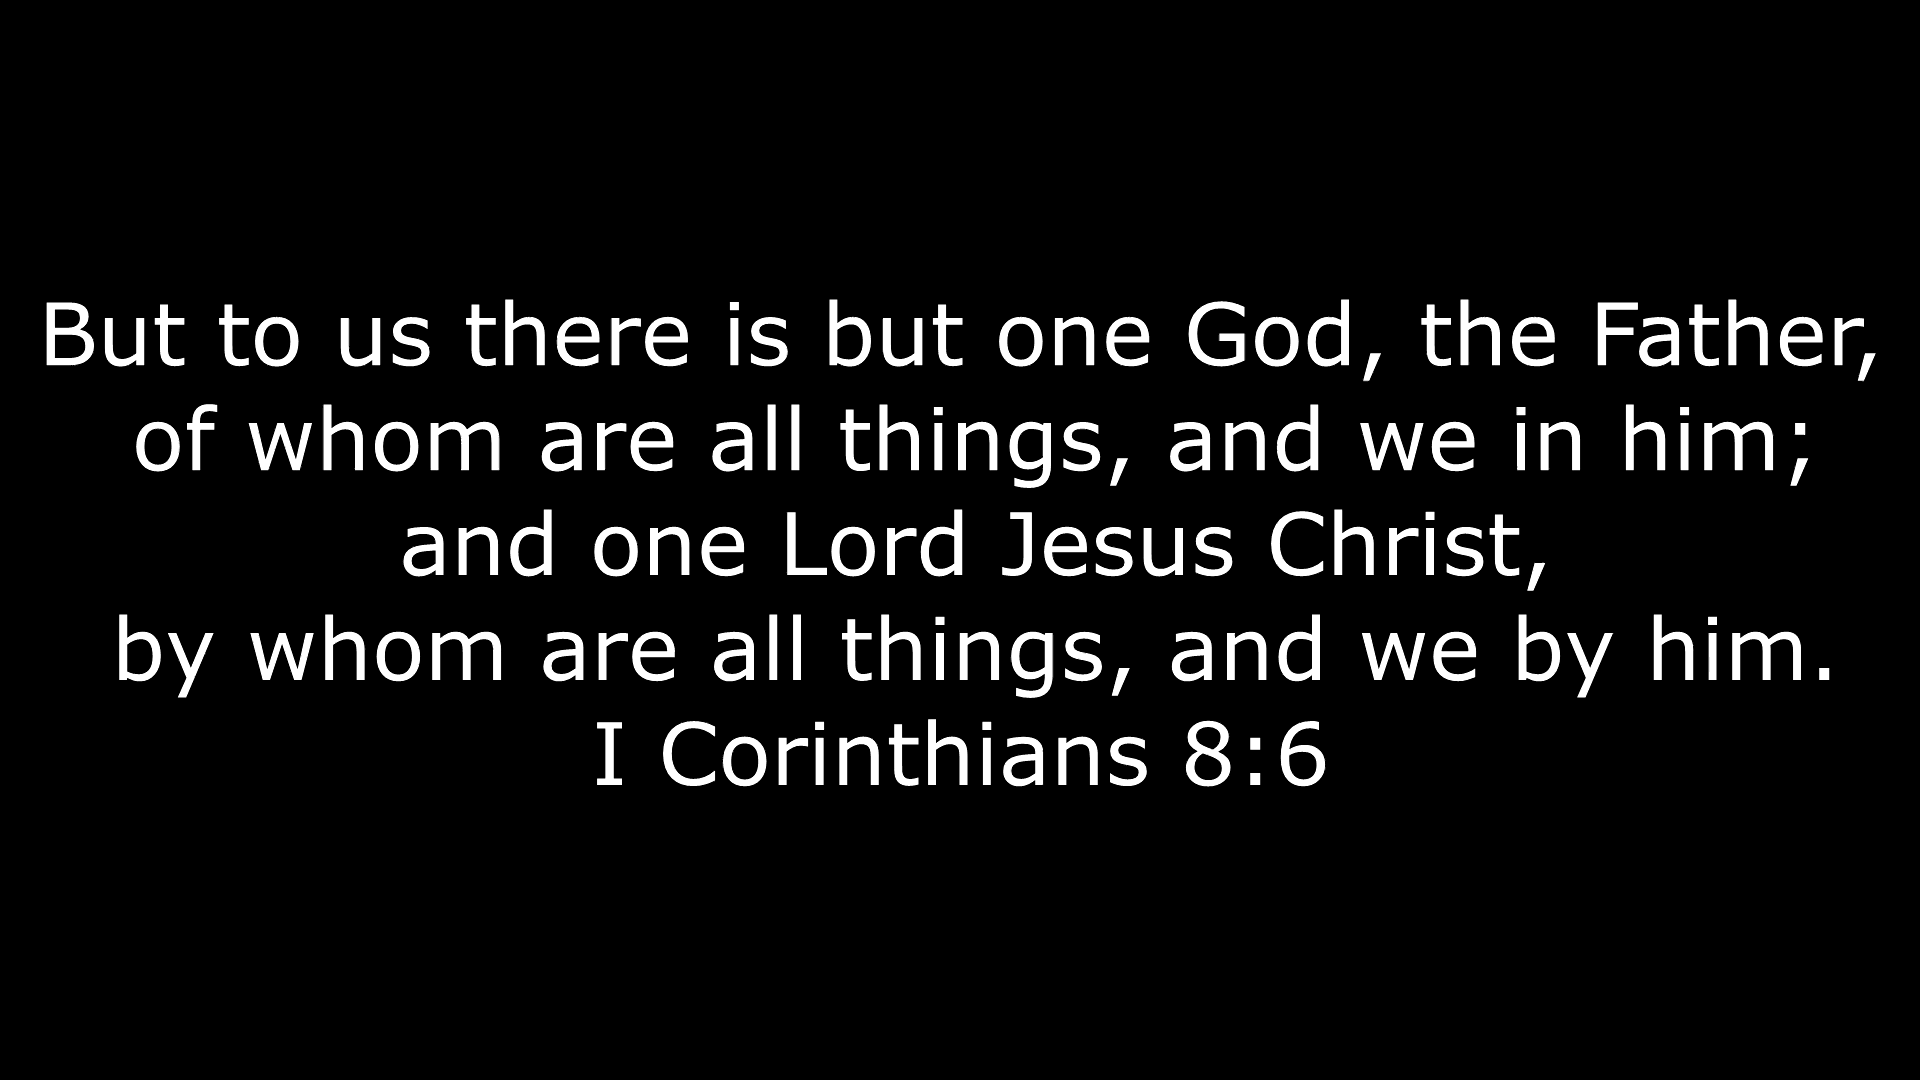 But to us there is but one God, the Father,
of whom are all things, and we in him;
and one Lord Jesus Christ,
by whom are all things, and we by him.
I Corinthians 8:6